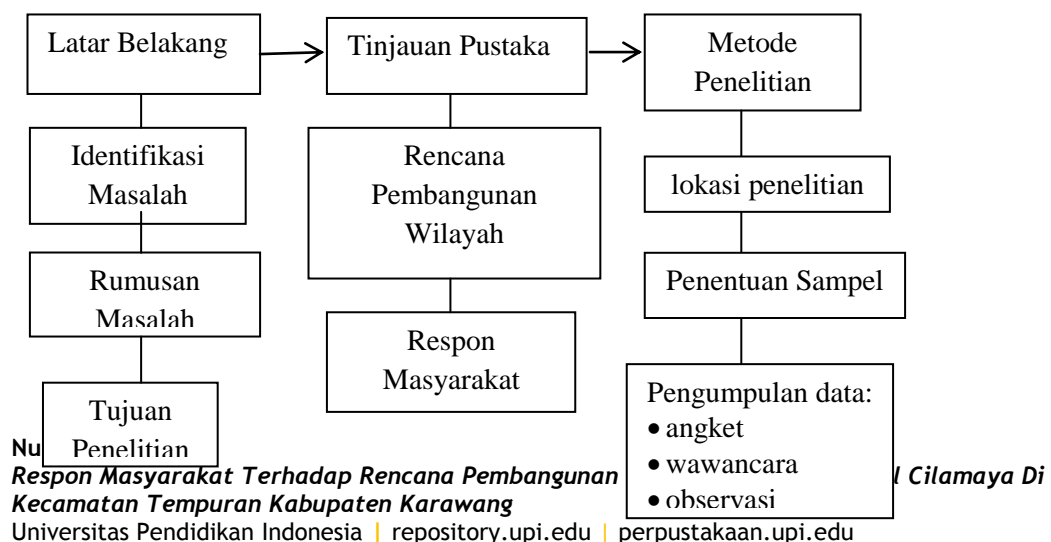 Latar Belakang
Identifikasi
Masalah
Rumusan
Masalah
Tujuan
Penelitian
Tinjauan Pustaka
Rencana
Pembangunan
Wilayah
Respon
Masyarakat
Metode
Penelitian
lokasi penelitian
Penentuan Sampel
Pengumpulan data:
• angket
• wawancara
• observasi
Nu
Respon Masyarakat Terhadap Rencana Pembangunan l Cilamaya Di
Kecamatan Tempuran Kabupaten Karawang
Universitas Pendidikan Indonesia | repository.upi.edu | perpustakaan.upi.edu